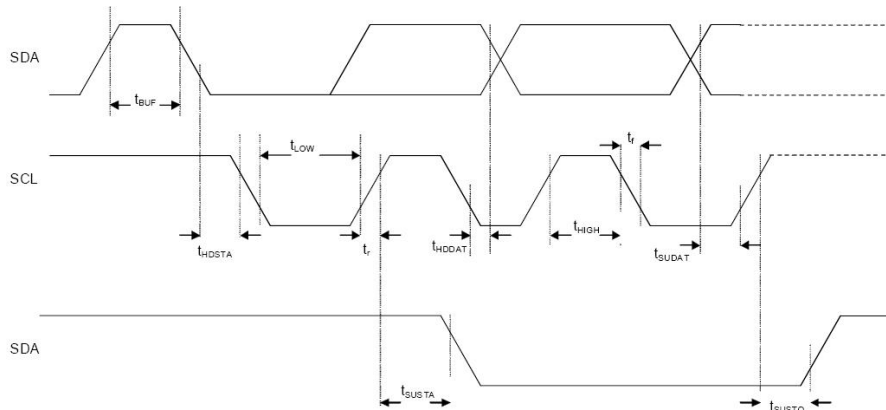 SDA
tBUF
tLOW
tf
SCL
tHDSTA
tr
tHDDAT
tHIGH
tSUDAT
SDA
tSUSTA
tSUSTO